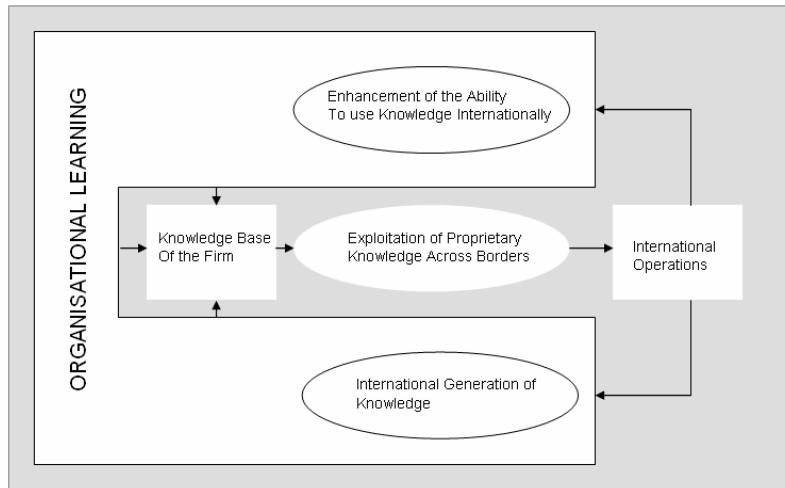 ORGANISATIONAL LEARNING
Enhancement of the Ability
To use Knowledge Internationally
Knowledge Base
Of the Firm
Exploitation of Proprietary
Knowledge Across Borders
International
Operations
International Generation of
Knowledge